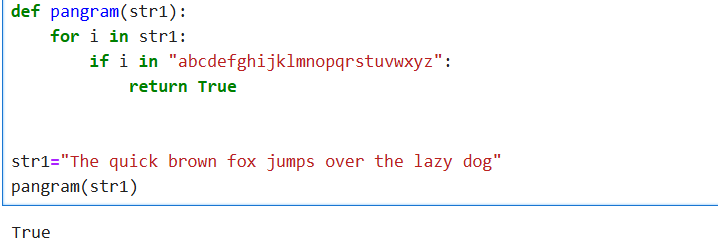 def pangram(str1):
    for i in str1:
        if i in "abcdefghijklmnopqrstuvwxyz":
            return True
str1="The quick brown fox jumps over the lazy dog"
pangram(str1)
True